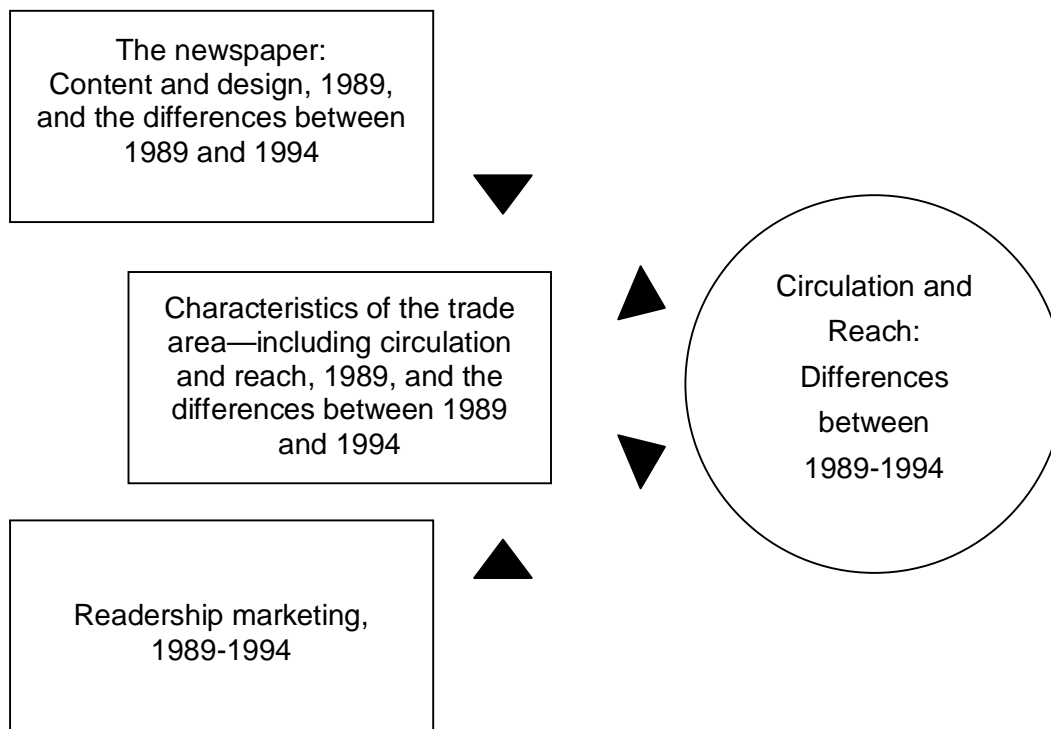 The newspaper:
Content and design, 1989,
and the differences between
1989 and 1994
Characteristics of the trade
area—including circulation
and reach, 1989, and the
differences between 1989
and 1994
Circulation and
Reach:
Differences
between
1989-1994
Readership marketing,
1989-1994